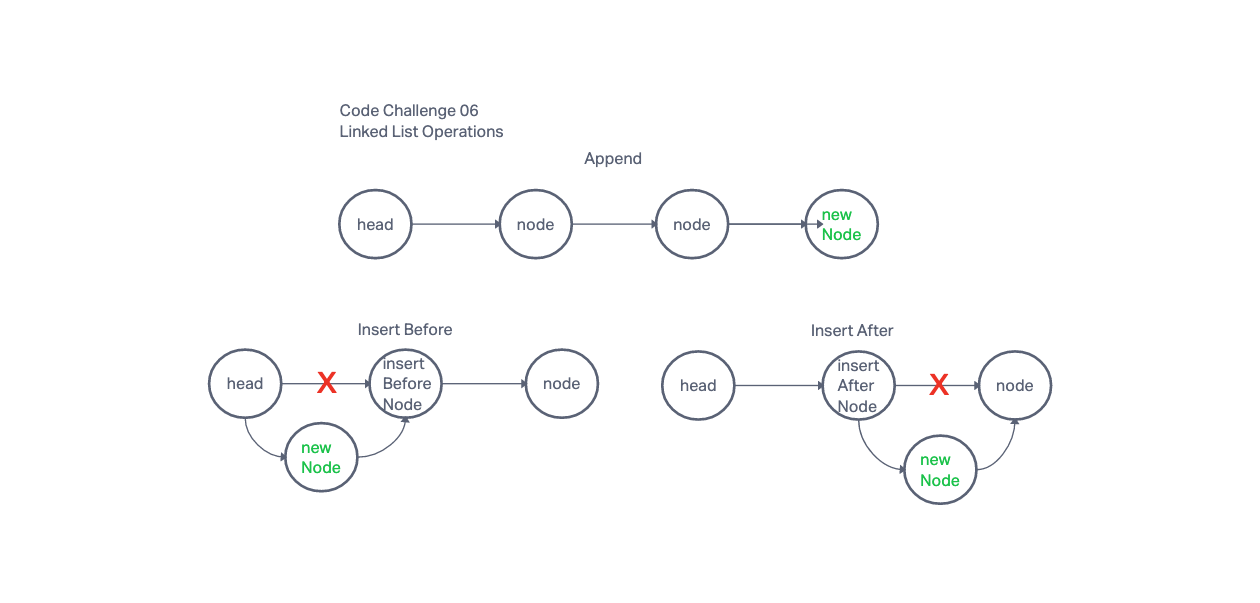 Code Challenge 06
Linked List Operations
Append
head
node
node
new
Node
Insert Before
head
X
insert
Before
Node
node
new
Node
Insert After
head
insert
After
Node
X
node
new
Node